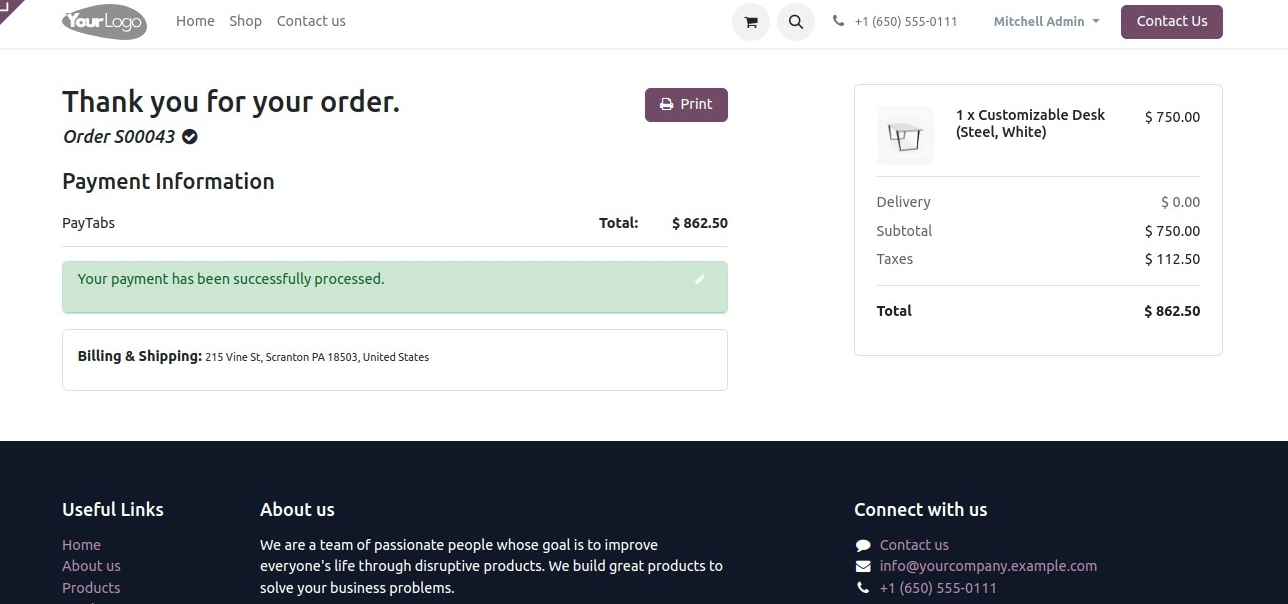 YourLogo
Home
Shop
Contact us
+1 (650) 555-0111
Mitchell Admin
Contact Us
Thank you for your order.
Print
Order S00043
Payment Information
PayTabs
Total: $ 862.50
Your payment has been successfully processed.
Billing & Shipping: 215 Vine St, Scranton PA 18503, United States
1 x Customizable Desk $ 750.00
(Steel, White)
Delivery $ 0.00
Subtotal $ 750.00
Taxes $ 112.50
Total $ 862.50
Useful Links
Home
About us
Products
About us
We are a team of passionate people whose goal is to improve
everyone's life through disruptive products. We build great products to
solve your business problems.
Connect with us
Contact us
info@yourcompany.example.com
+1 (650) 555-0111